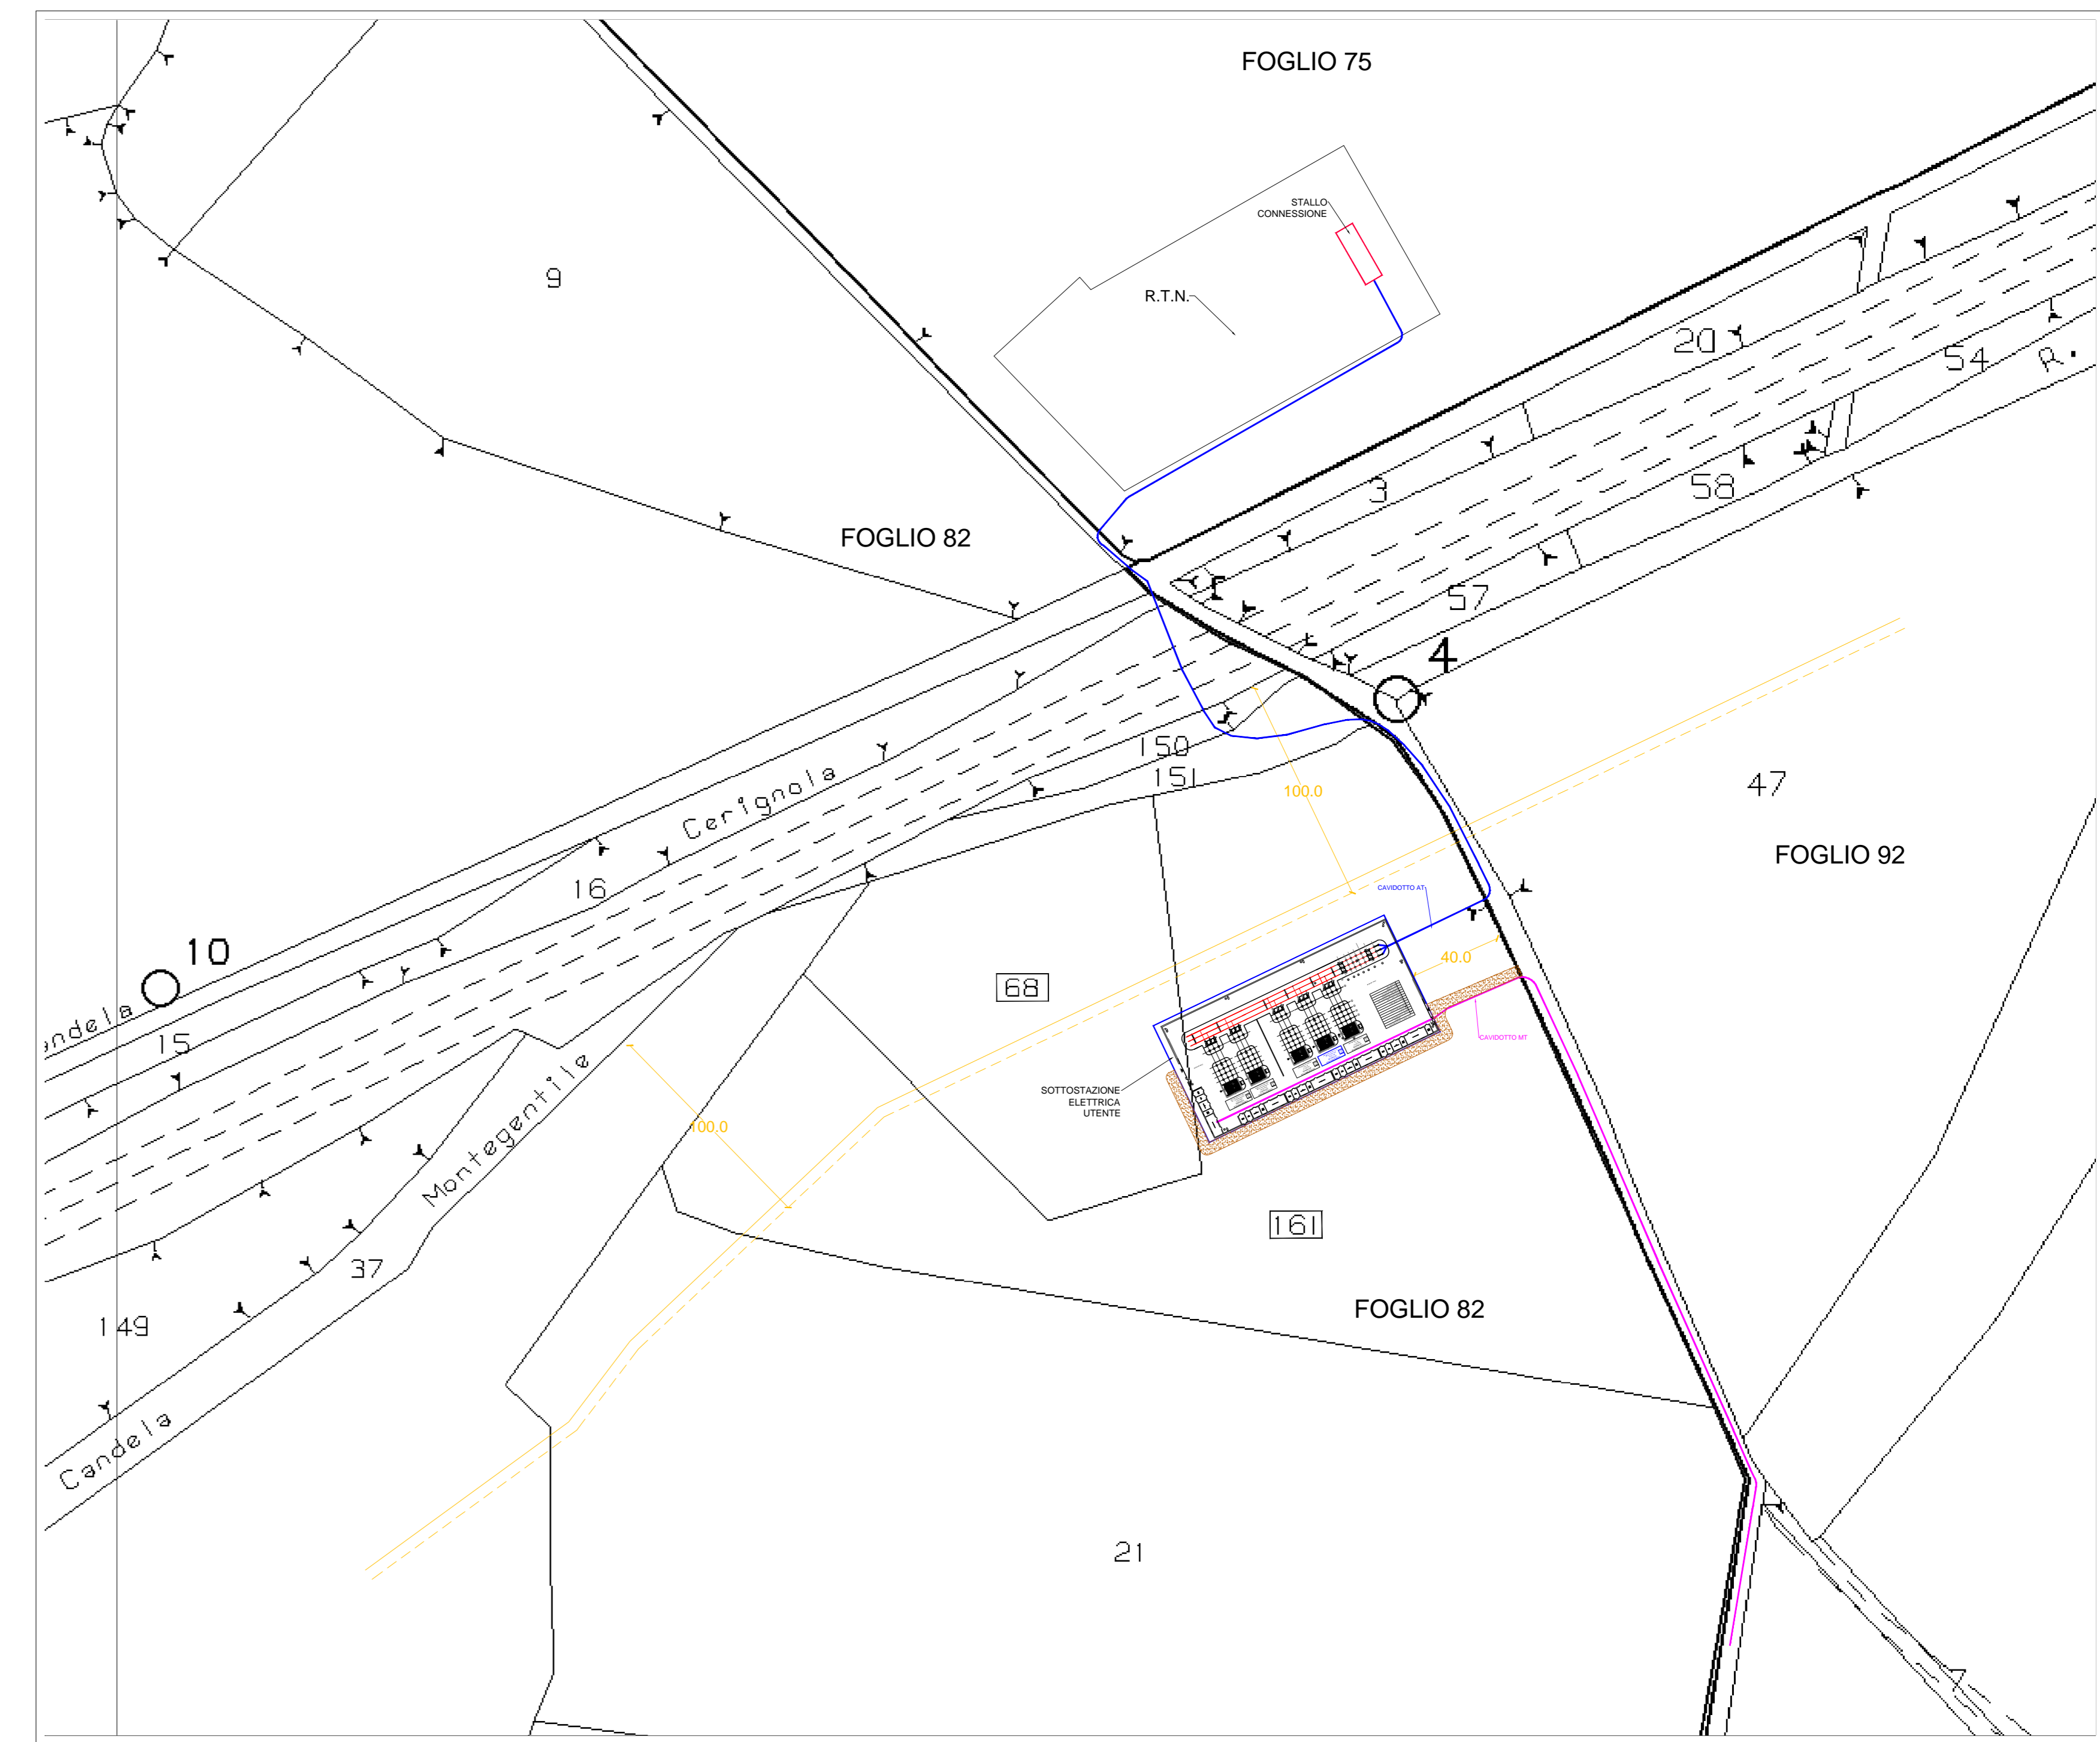 FOGLIO 75
STALLO
CONNESSIONE
R.T.N.
9
20
54
R.
3
58
FOGLIO 82
57
4
150
151
47
100.0
Cerignola
FOGLIO 92
16
CAVIDOTTO AT
10
68
40.0
andela
15
CAVIDOTTO MT
SOTTOSTAZIONE
ELETTRICA
UTENTE
100.0
Montegentile
161
37
FOGLIO 82
149
Candela
21
7